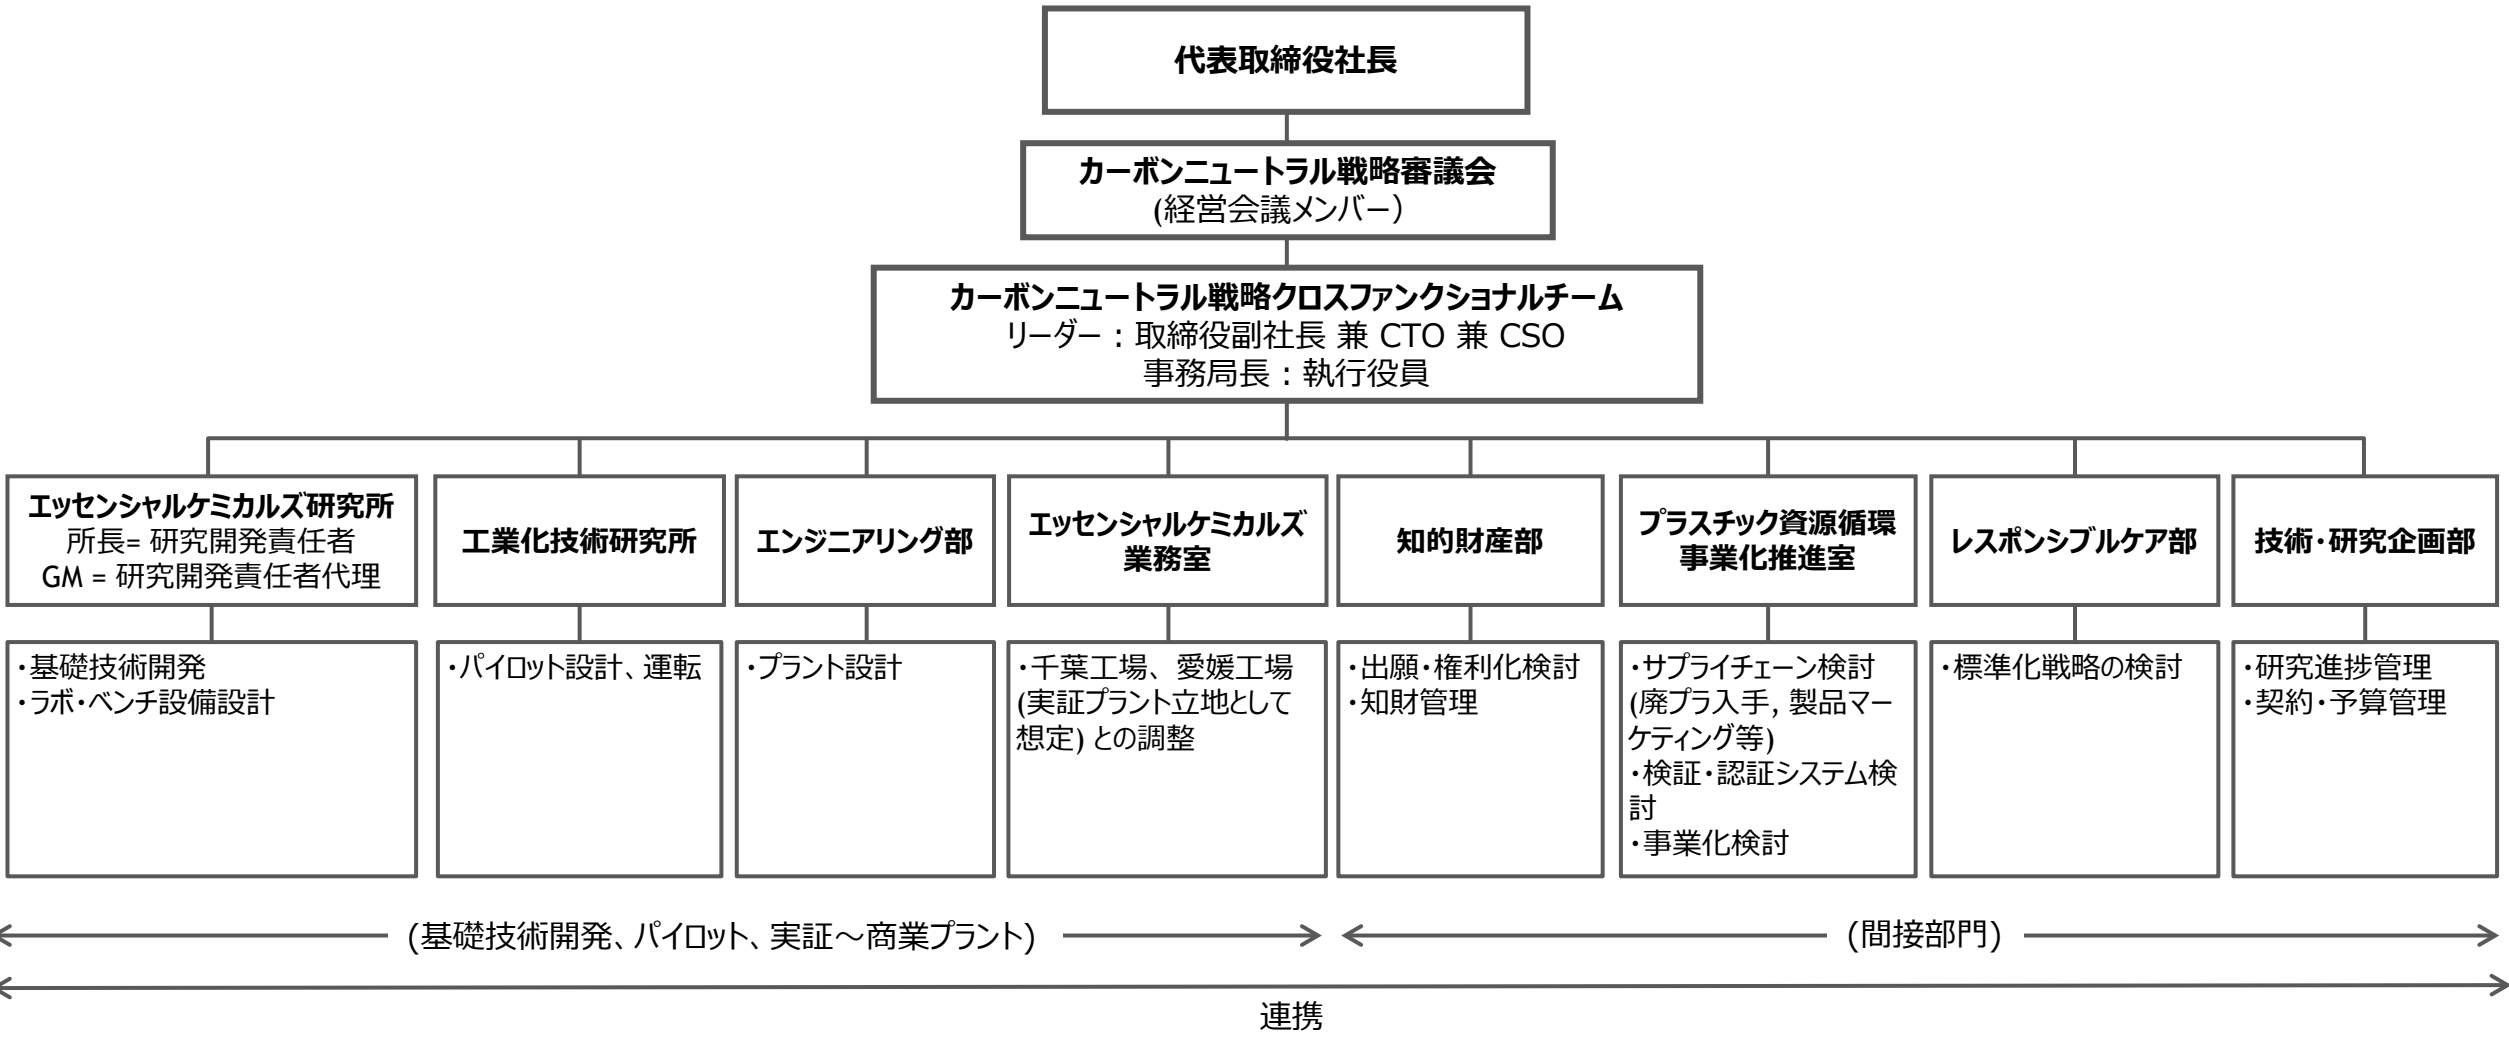 代表取締役社長
カーボンニュートラル戦略審議会
(経営会議メンバー）
カーボンニュートラル戦略クロスファンクショナルチーム
リーダー：取締役副社長 兼 CTO 兼 CSO
事務局長：執行役員
エッセンシャルケミカルズ研究所
所長= 研究開発責任者
GM = 研究開発責任者代理
工業化技術研究所
エンジニアリング部
エッセンシャルケミカルズ
業務室
知的財産部
プラスチック資源循環
事業化推進室
レスポンシブルケア部
技術・研究企画部
・基礎技術開発
・ラボ・ベンチ設備設計
・パイロット設計、運転
・プラント設計
・千葉工場、愛媛工場
(実証プラント立地として
想定) との調整
・出願・権利化検討
・知財管理
・サプライチェーン検討
(廃プラ入手, 製品マー
ケティング等)
・検証・認証システム検
討
・事業化検討
・標準化戦略の検討
・研究進捗管理
・契約・予算管理
(基礎技術開発、パイロット、実証～商業プラント)
(間接部門)
連携